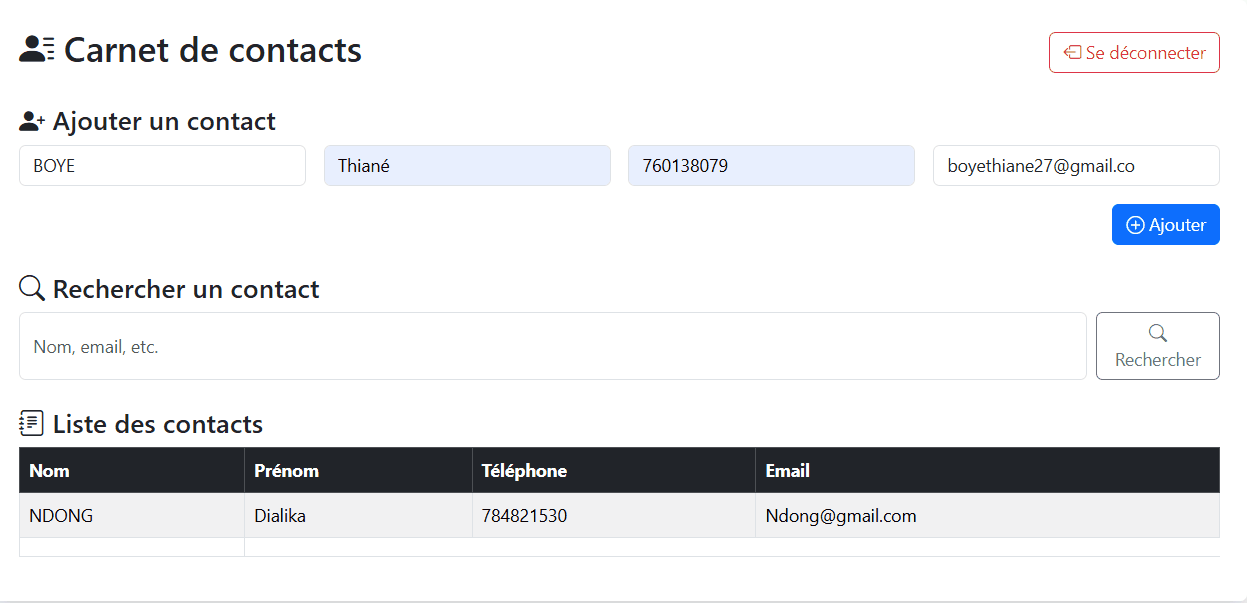 Carnet de contacts
Se déconnecter
Ajouter un contact
BOYE Thiané 760138079 boyethiane27@gmail.co
Ajouter
Rechercher un contact
Nom, email, etc.
Rechercher
Liste des contacts
Nom Prénom Téléphone Email
NDONG Dialika 784821530 Ndong@gmail.com